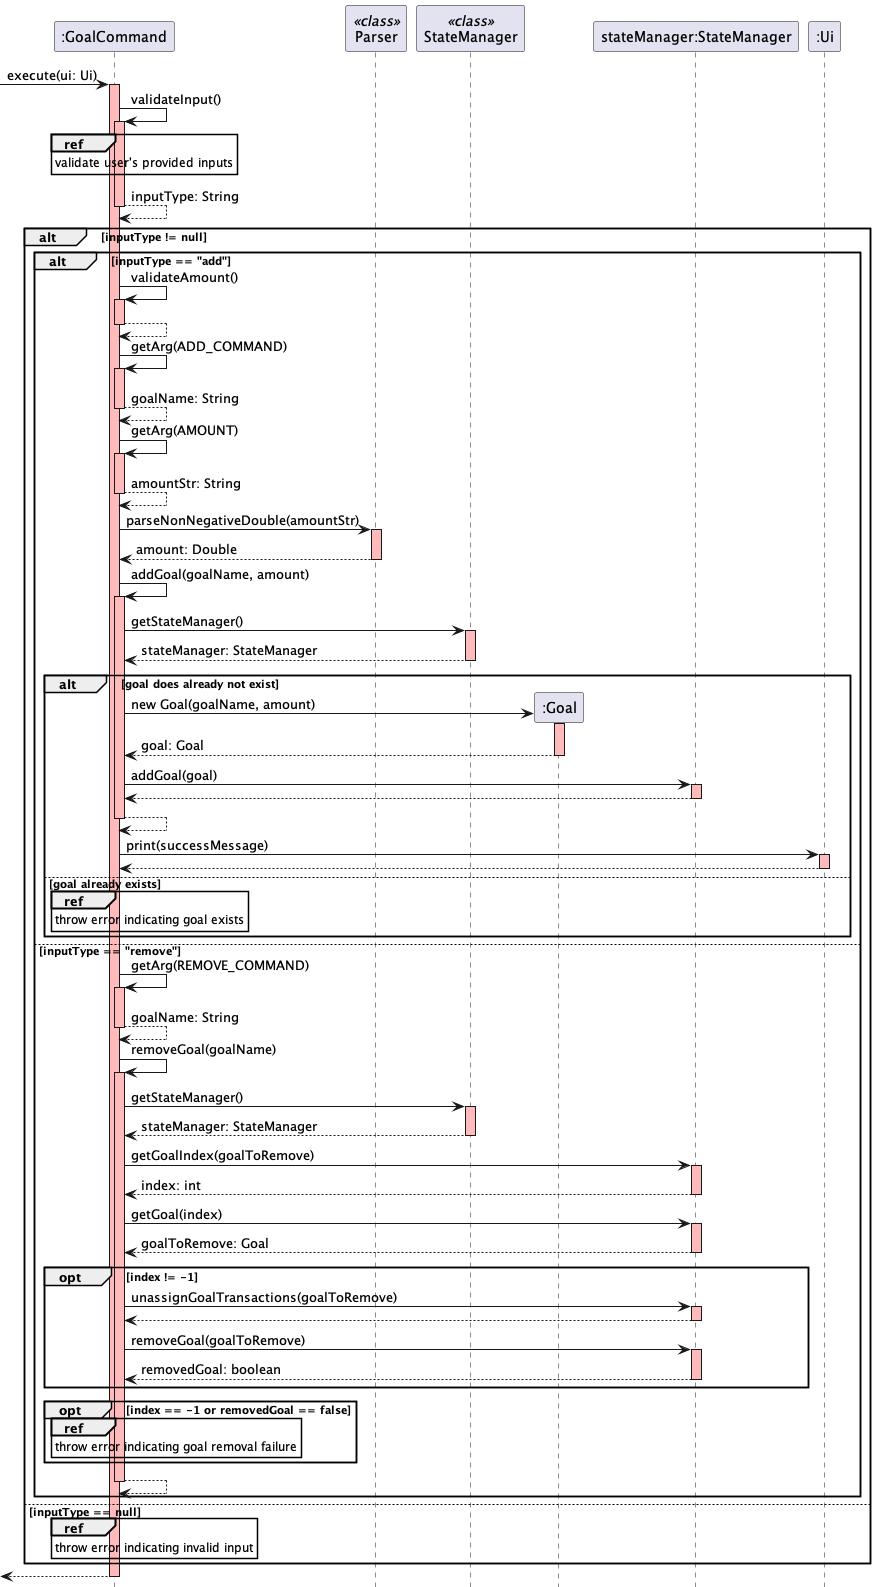 :GoalCommand
«class»
Parser
«class»
StateManager
stateManager:StateManager
:Ui
execute(ui: Ui)
validateInput()
ref
validate user's provided inputs
inputType: String
alt [inputType != null]
alt [inputType == "add"]
validateAmount()
getArg(ADD_COMMAND)
goalName: String
getArg(AMOUNT)
amountStr: String
parseNonNegativeDouble(amountStr)
amount: Double
addGoal(goalName, amount)
getStateManager()
stateManager: StateManager
alt [goal does already not exist]
new Goal(goalName, amount)
:Goal
goal: Goal
addGoal(goal)
print(successMessage)
[goal already exists]
ref
throw error indicating goal exists
[inputType == "remove"]
getArg(REMOVE_COMMAND)
goalName: String
removeGoal(goalName)
getStateManager()
stateManager: StateManager
getGoalIndex(goalToRemove)
index: int
getGoal(index)
goalToRemove: Goal
opt [index != -1]
unassignGoalTransactions(goalToRemove)
removeGoal(goalToRemove)
removedGoal: boolean
opt [index == -1 or removedGoal == false]
ref
throw error indicating goal removal failure
[inputType == null]
ref
throw error indicating invalid input